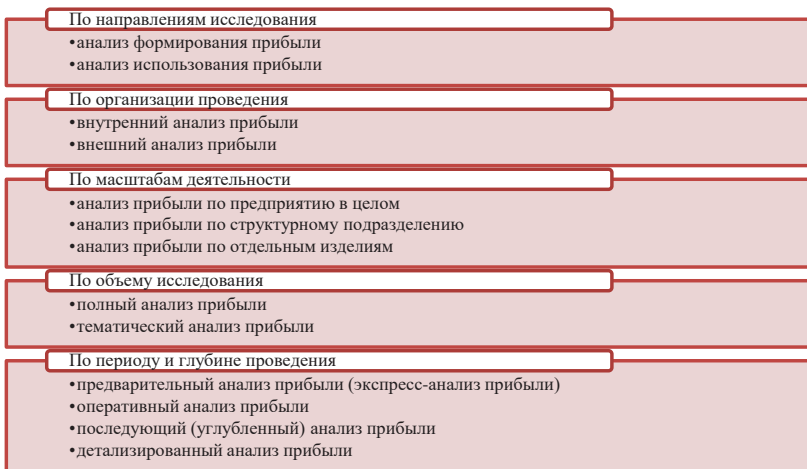 По направлениям исследования
•анализ формирования прибыли
•анализ использования прибыли
По организации проведения
•внутренний анализ прибыли
•внешний анализ прибыли
По масштабам деятельности
•анализ прибыли по предприятию в целом
•анализ прибыли по структурному подразделению
•анализ прибыли по отдельным изделиям
По объему исследования
•полный анализ прибыли
•тематический анализ прибыли
По периоду и глубине проведения
•предварительный анализ прибыли (экспресс-анализ прибыли)
•оперативный анализ прибыли
•последующий (углубленный) анализ прибыли
•детализированный анализ прибыли